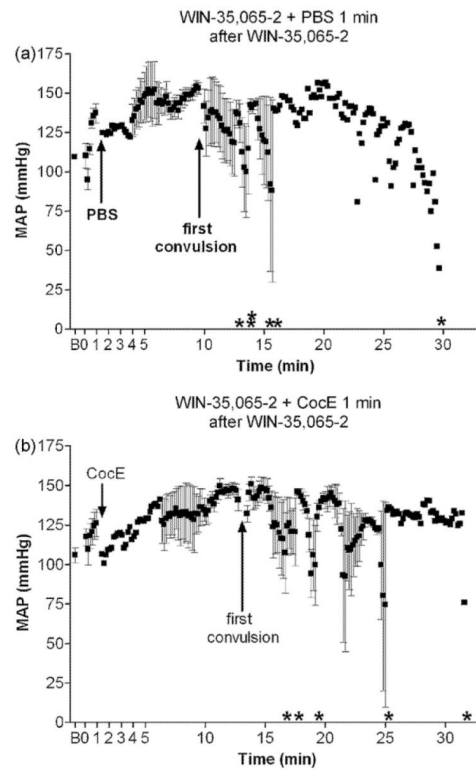 WIN-35,065-2 + PBS 1 min
after WIN-35,065-2
(a)
175
150
125
100
75
50
25
0
MAP (mmHg)
PBS
first
convulsion
* * * * * *
B0 1 2 3 4 5 10 15 20 25 30
Time (min)
WIN-35,065-2 + CocE 1 min
after WIN-35,065-2
(b)
175
150
125
100
75
50
25
0
MAP (mmHg)
CocE
first
convulsion
* * * * *
B0 1 2 3 4 5 10 15 20 25 30
Time (min)